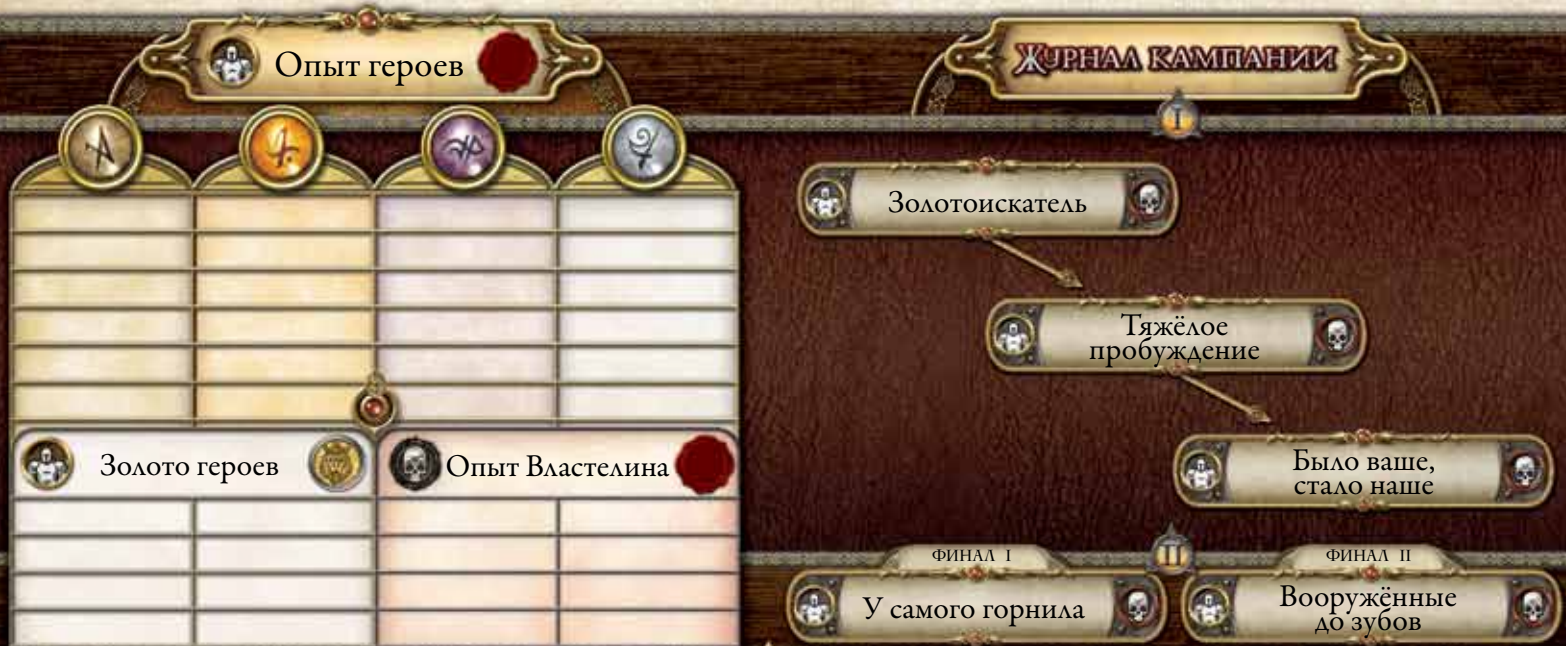 Опыт героев
Журнал кампании
I
Золотоискатель
Тяжёлое
пробуждение
Было ваше,
стало наше
Золото героев
Опыт Властелина
II
ФИНАЛ I
У самого горнила
ФИНАЛ II
Вооружённые
до зубов